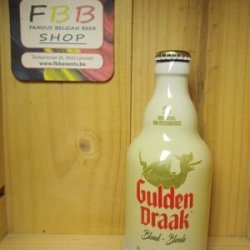 FBB
FAMOUS BELGIAN BEER
SHOP
www.fbbevents.be
Gulden
Draak
Blond - Blonde